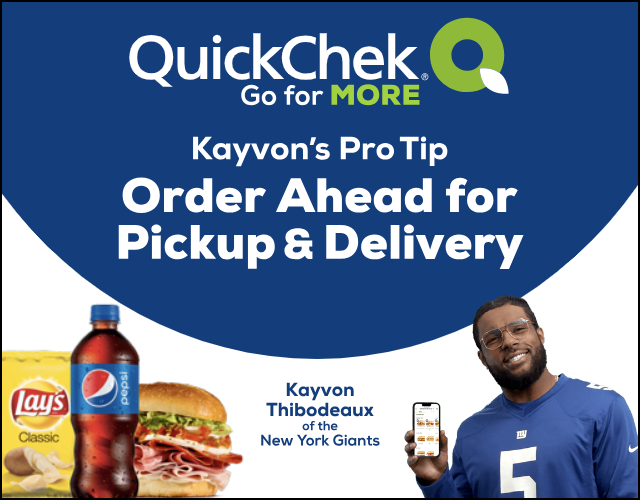 QuickChek®
Go for MORE
Kayvon's Pro Tip
Order Ahead for
Pickup & Delivery
Lay's
Classic
pepsi
Kayvon
Thibodeaux
of the
New York Giants
ny
5
5